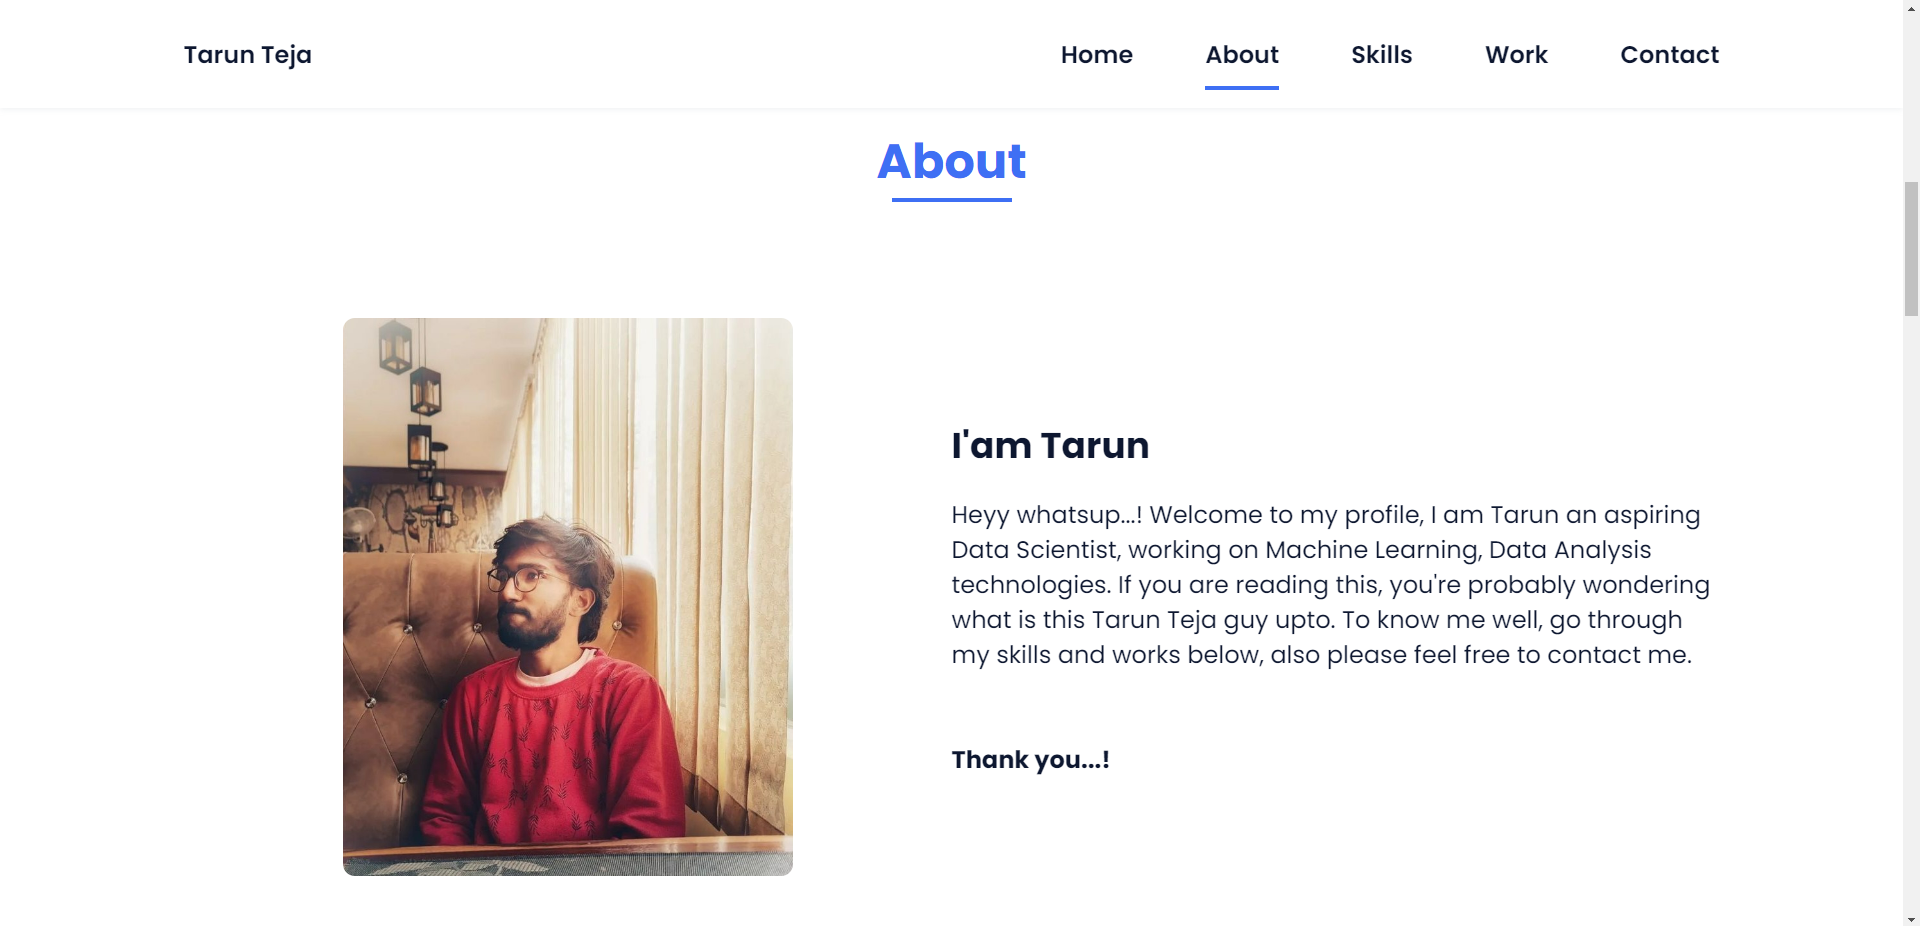 Tarun Teja
Home
About
Skills
Work
Contact
About
I'am Tarun
Heyy whatsup...! Welcome to my profile, I am Tarun an aspiring
Data Scientist, working on Machine Learning, Data Analysis
technologies. If you are reading this, you're probably wondering
what is this Tarun Teja guy upto. To know me well, go through
my skills and works below, also please feel free to contact me.
Thank you...!